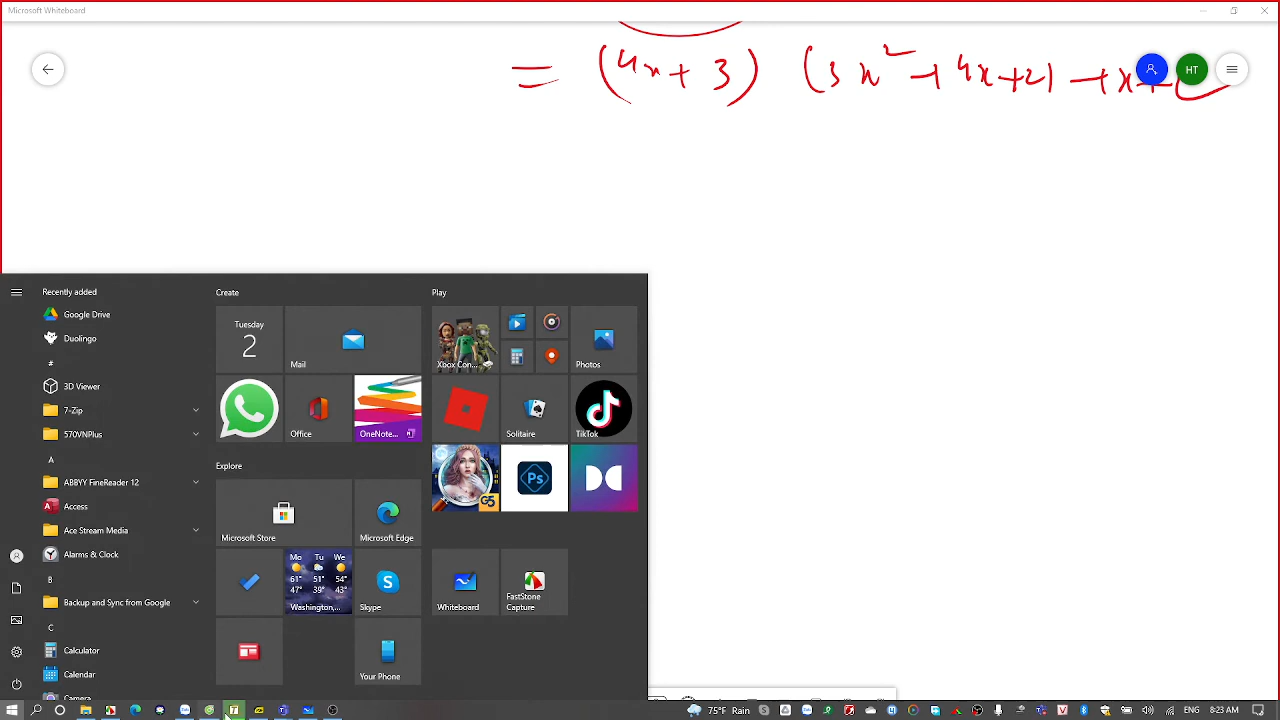 Microsoft Whiteboard
= (4x + 3) (3x² + 4x + 2) + x +
HT
Recently added
Google Drive
Duolingo
#
3D Viewer
7-Zip
570VNPlus
A
ABBYY FineReader 12
Access
Ace Stream Media
Alarms & Clock
B
Backup and Sync from Google
C
Calculator
Calendar
Camera
Create
Tuesday
2
Mail
Office
OneNote...
Explore
Microsoft Store
Microsoft Edge
Mo Tu We
61° 51° 61°
47° 39° 43°
Washington,...
Skype
Your Phone
Play
Xbox Con...
Photos
Solitaire
TikTok
G5
Ps
Whiteboard
FastStone Capture
75°F Rain
ENG
8:23 AM